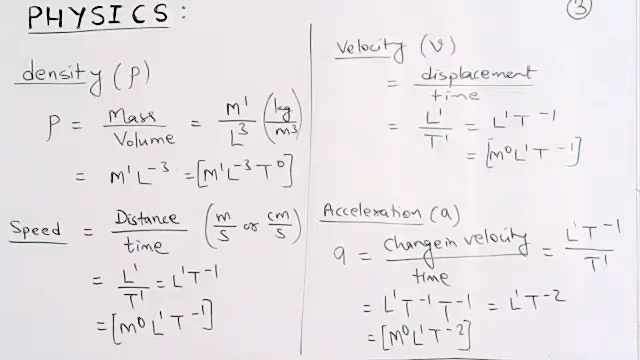 PHYSICS:
③
density (ρ)
ρ = Mass/Volume = M¹/L³ (kg/m³)
= M¹L⁻³ = [M¹L⁻³T⁰]
Speed = Distance/time (m/s or cm/s)
= L¹/T¹ = L¹T⁻¹
= [M⁰L¹T⁻¹]
Velocity (v)
= displacement/time
= L¹/T¹ = L¹T⁻¹
= [M⁰L¹T⁻¹]
Acceleration (a)
a = change in velocity/time = L¹T⁻¹/T¹
= L¹T⁻¹T⁻¹ = L¹T⁻²
= [M⁰L¹T⁻²]